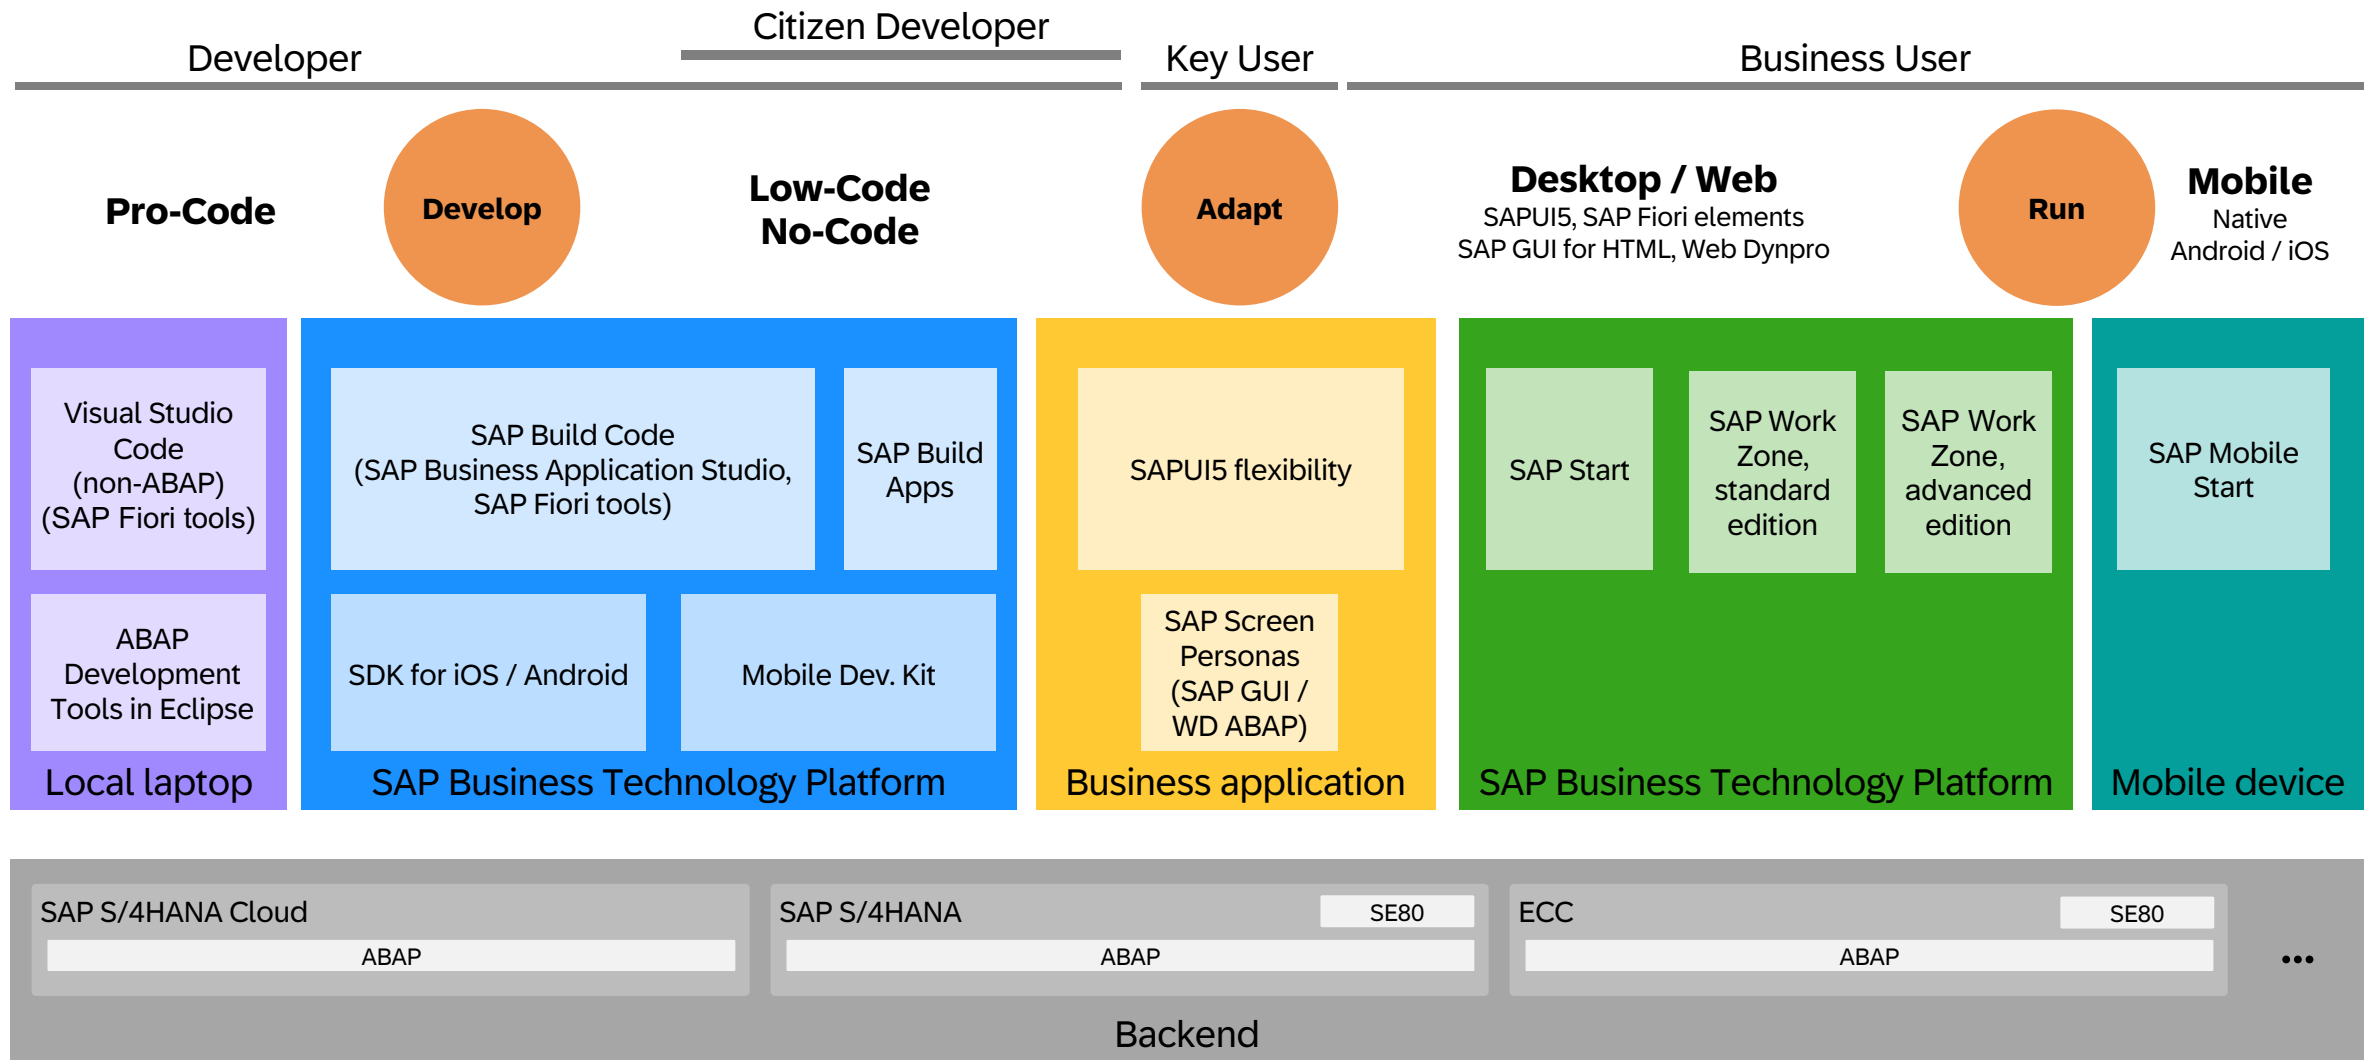 Citizen Developer
Developer
Key User
Business User
Pro-Code
Develop
Low-Code
No-Code
Adapt
Desktop / Web
SAPUI5, SAP Fiori elements
SAP GUI for HTML, Web Dynpro
Run
Mobile
Native
Android / iOS
Visual Studio
Code
(non-ABAP)
(SAP Fiori tools)
ABAP
Development
Tools in Eclipse
Local laptop
SAP Build Code
(SAP Business Application Studio,
SAP Fiori tools)
SAP Build
Apps
SDK for iOS / Android
Mobile Dev. Kit
SAP Business Technology Platform
SAPUI5 flexibility
SAP Screen
Personas
(SAP GUI /
WD ABAP)
Business application
SAP Start
SAP Work
Zone,
standard
edition
SAP Work
Zone,
advanced
edition
SAP Business Technology Platform
SAP Mobile
Start
Mobile device
SAP S/4HANA Cloud
ABAP
SAP S/4HANA
SE80
ABAP
ECC
SE80
ABAP
...
Backend